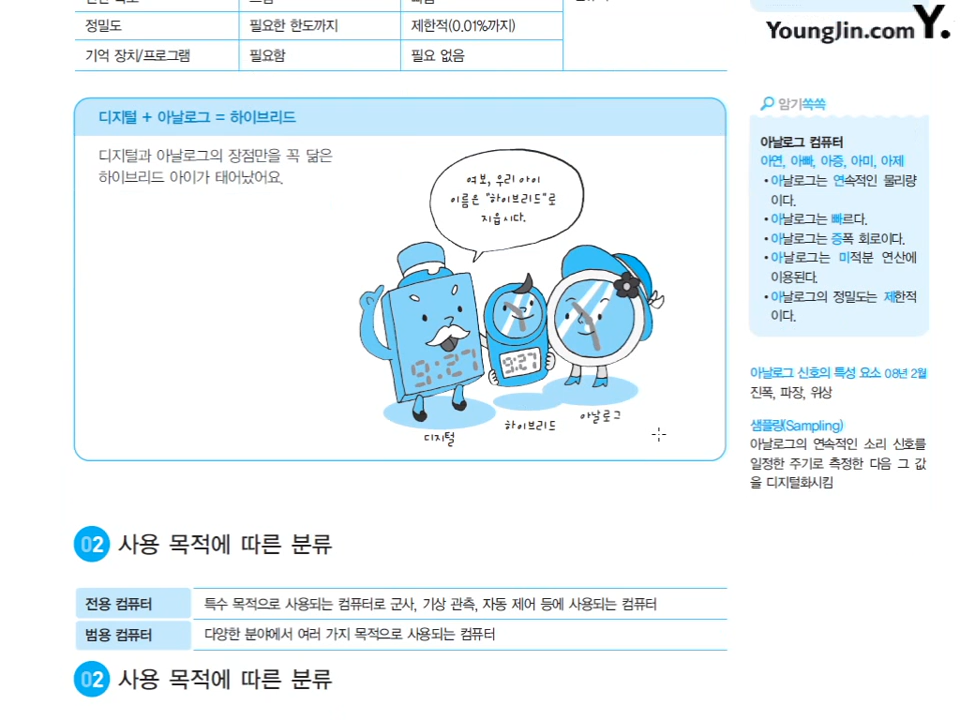 정밀도 필요한 한도까지 제한적(0.01%까지)
기억 장치/프로그램 필요함 필요 없음
YoungJin.com Y.
디지털 + 아날로그 = 하이브리드
디지털과 아날로그의 장점만을 꼭 닮은
하이브리드 아이가 태어났어요.
여보, 우리 아이
이름은 "하이브리드"로
지읍시다.
9:27
9:27
디지털
하이브리드
아날로그
암기쏙쏙
아날로그 컴퓨터
아연, 아빠, 아증, 아미, 아제
• 아날로그는 연속적인 물리량
이다.
• 아날로그는 빠르다.
• 아날로그는 증폭 회로이다.
• 아날로그는 미적분 연산에
이용된다.
• 아날로그의 정밀도는 제한적
이다.
아날로그 신호의 특성 요소 08년 2월
진폭, 파장, 위상
샘플링(Sampling)
아날로그의 연속적인 소리 신호를
일정한 주기로 측정한 다음 그 값
을 디지털화시킴
02 사용 목적에 따른 분류
전용 컴퓨터 특수 목적으로 사용되는 컴퓨터로 군사, 기상 관측, 자동 제어 등에 사용되는 컴퓨터
범용 컴퓨터 다양한 분야에서 여러 가지 목적으로 사용되는 컴퓨터
02 사용 목적에 따른 분류